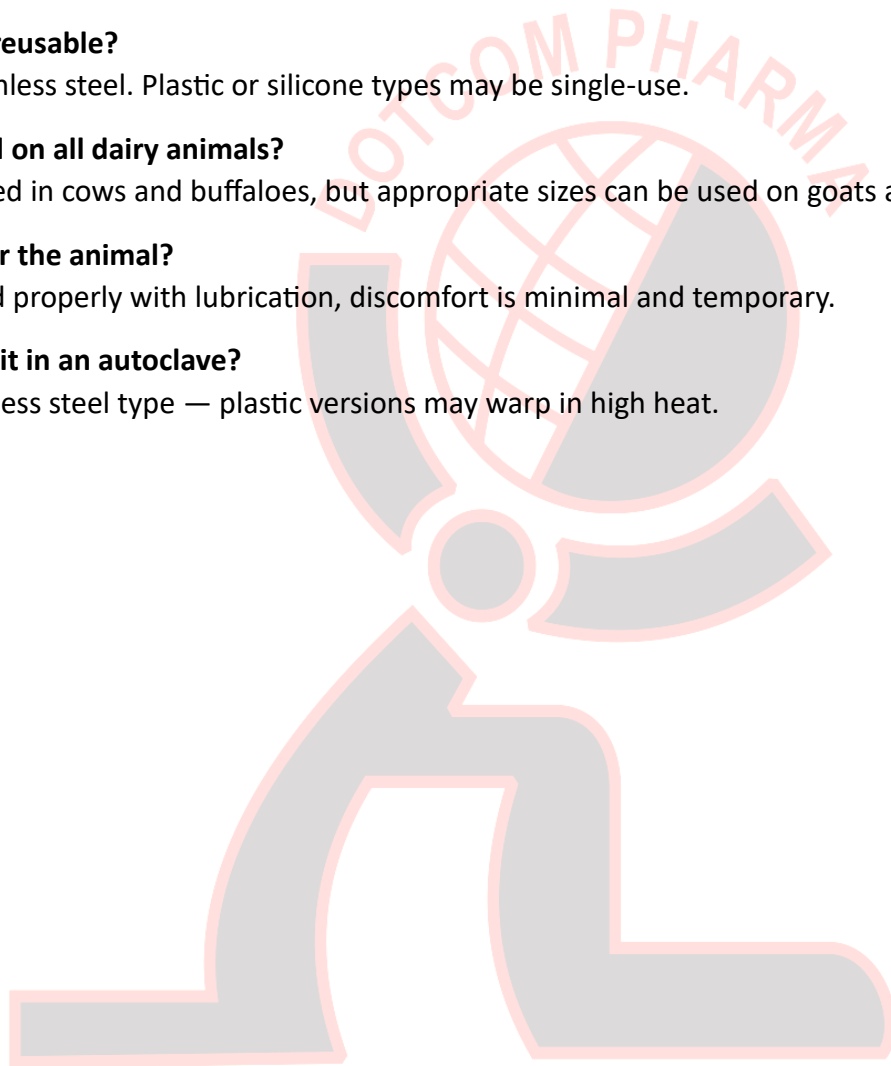 DOTCOM PHARMA
reusable?
nless steel. Plastic or silicone types may be single-use.
on all dairy animals?
ed in cows and buffaloes, but appropriate sizes can be used on goats a
r the animal?
d properly with lubrication, discomfort is minimal and temporary.
it in an autoclave?
less steel type — plastic versions may warp in high heat.